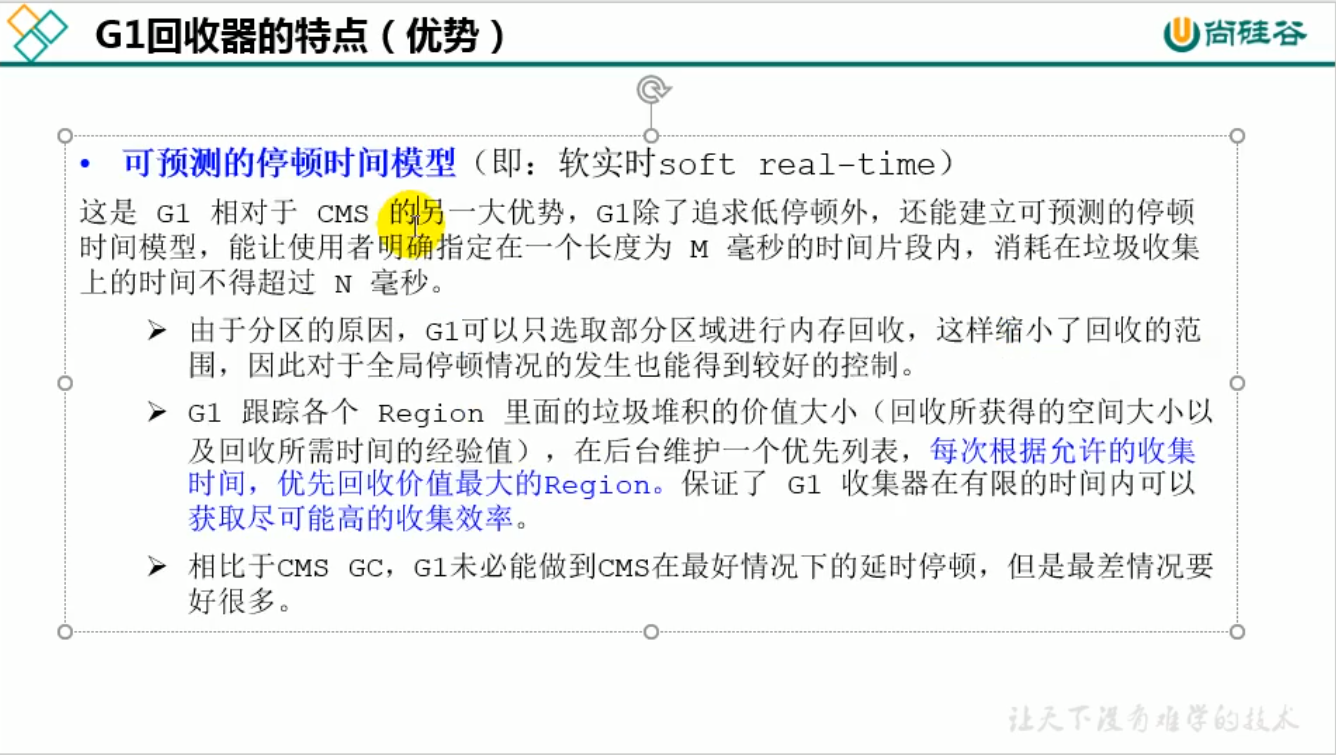 G1回收器的特点（优势）
尚硅谷
• 可预测的停顿时间模型（即：软实时soft real-time）
这是 G1 相对于 CMS 的另一大优势，G1除了追求低停顿外，还能建立可预测的停顿
时间模型，能让使用者明确指定在一个长度为 M 毫秒的时间片段内，消耗在垃圾收集
上的时间不得超过 N 毫秒。
➢ 由于分区的原因，G1可以只选取部分区域进行内存回收，这样缩小了回收的范
围，因此对于全局停顿情况的发生也能得到较好的控制。
➢ G1 跟踪各个 Region 里面的垃圾堆积的价值大小（回收所获得的空间大小以
及回收所需时间的经验值），在后台维护一个优先列表，每次根据允许的收集
时间，优先回收价值最大的Region。保证了 G1 收集器在有限的时间内可以
获取尽可能高的收集效率。
➢ 相比于CMS GC，G1未必能做到CMS在最好情况下的延时停顿，但是最差情况要
好很多。
让天下没有难学的技术